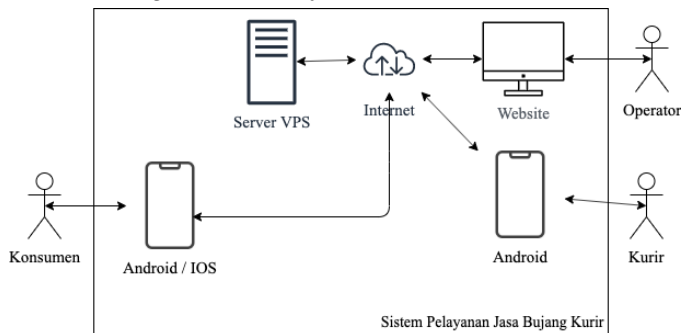 Server VPS
Internet
Website
Operator
Konsumen
Android / IOS
Android
Kurir
Sistem Pelayanan Jasa Bujang Kurir